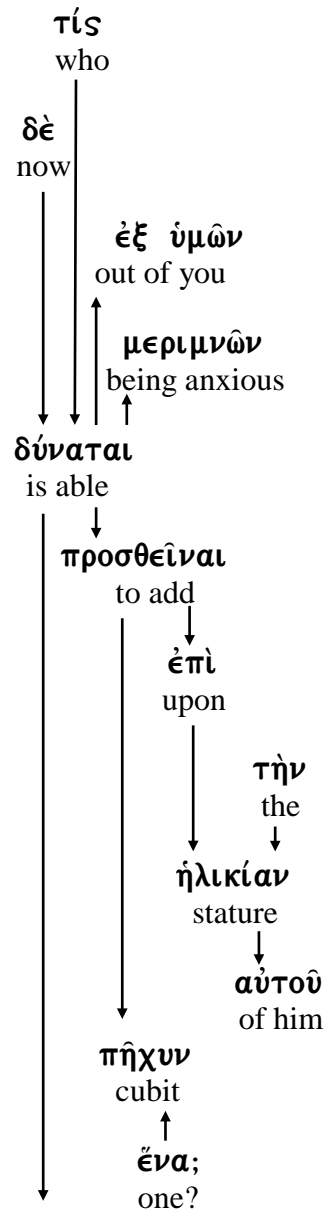 τίς
who
δὲ
now
ἐξ ὑμῶν
out of you
μεριμνῶν
being anxious
δύναται
is able
προσθεῖναι
to add
ἐπὶ
upon
τὴν
the
ἡλικίαν
stature
αὐτοῦ
of him
πῆχυν
cubit
ἕνα;
one?